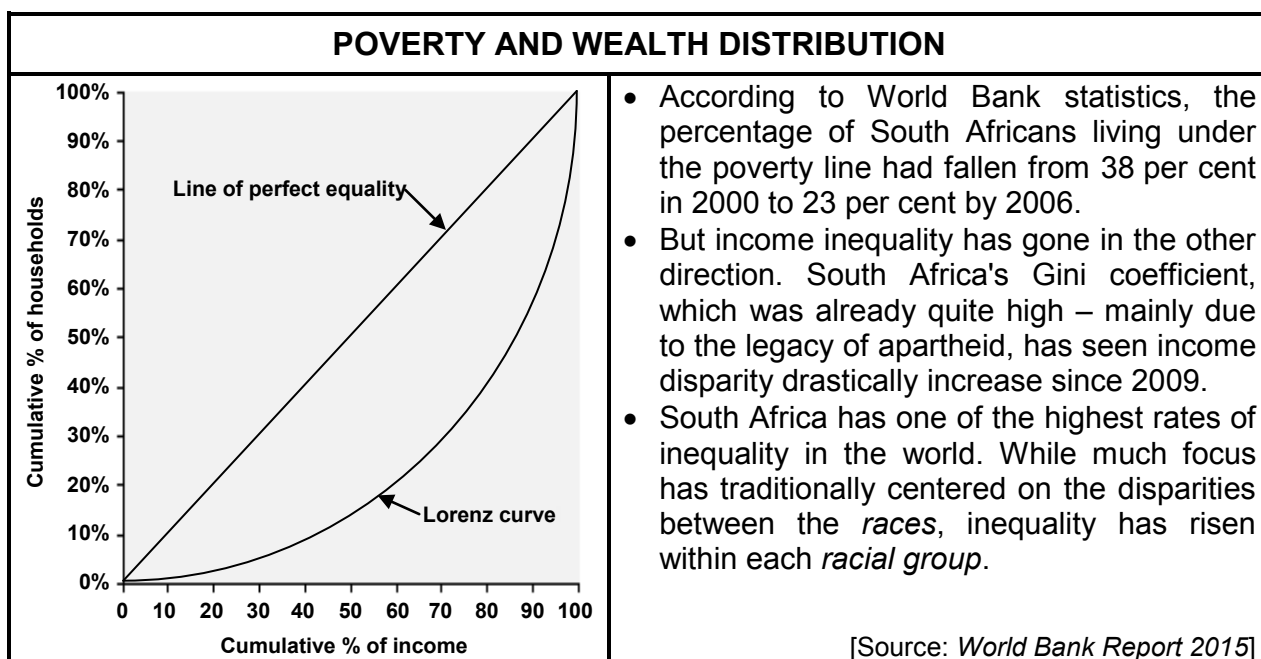 POVERTY AND WEALTH DISTRIBUTION
100%
90%
80%
70%
60%
50%
40%
30%
20%
10%
0%
Cumulative % of households
Line of perfect equality
Lorenz curve
0 10 20 30 40 50 60 70 80 90 100
Cumulative % of income
• According to World Bank statistics, the
percentage of South Africans living under
the poverty line had fallen from 38 per cent
in 2000 to 23 per cent by 2006.
• But income inequality has gone in the other
direction. South Africa's Gini coefficient,
which was already quite high – mainly due
to the legacy of apartheid, has seen income
disparity drastically increase since 2009.
• South Africa has one of the highest rates of
inequality in the world. While much focus
has traditionally centered on the disparities
between the races, inequality has risen
within each racial group.
[Source: World Bank Report 2015]